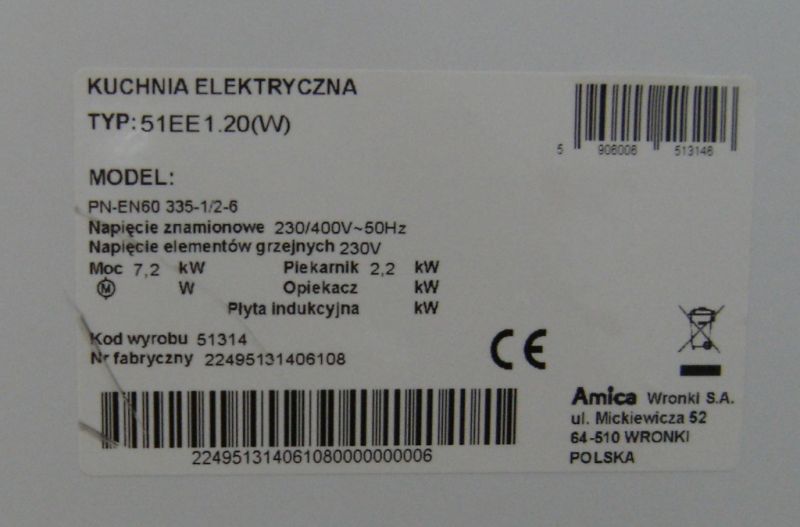 KUCHNIA ELEKTRYCZNA
TYP: 51EE1.20(W)
5 906006 513146
MODEL:
PN-EN60 335-1/2-6
Napięcie znamionowe 230/400V~50Hz
Napięcie elementów grzejnych 230V
Moc 7,2 kW Piekarnik 2,2 kW
M W Opiekacz kW
Płyta indukcyjna kW
Kod wyrobu 51314
Nr fabryczny 22495131406108
CE
224951314061080000000006
Amica Wronki S.A.
ul. Mickiewicza 52
64-510 WRONKI
POLSKA